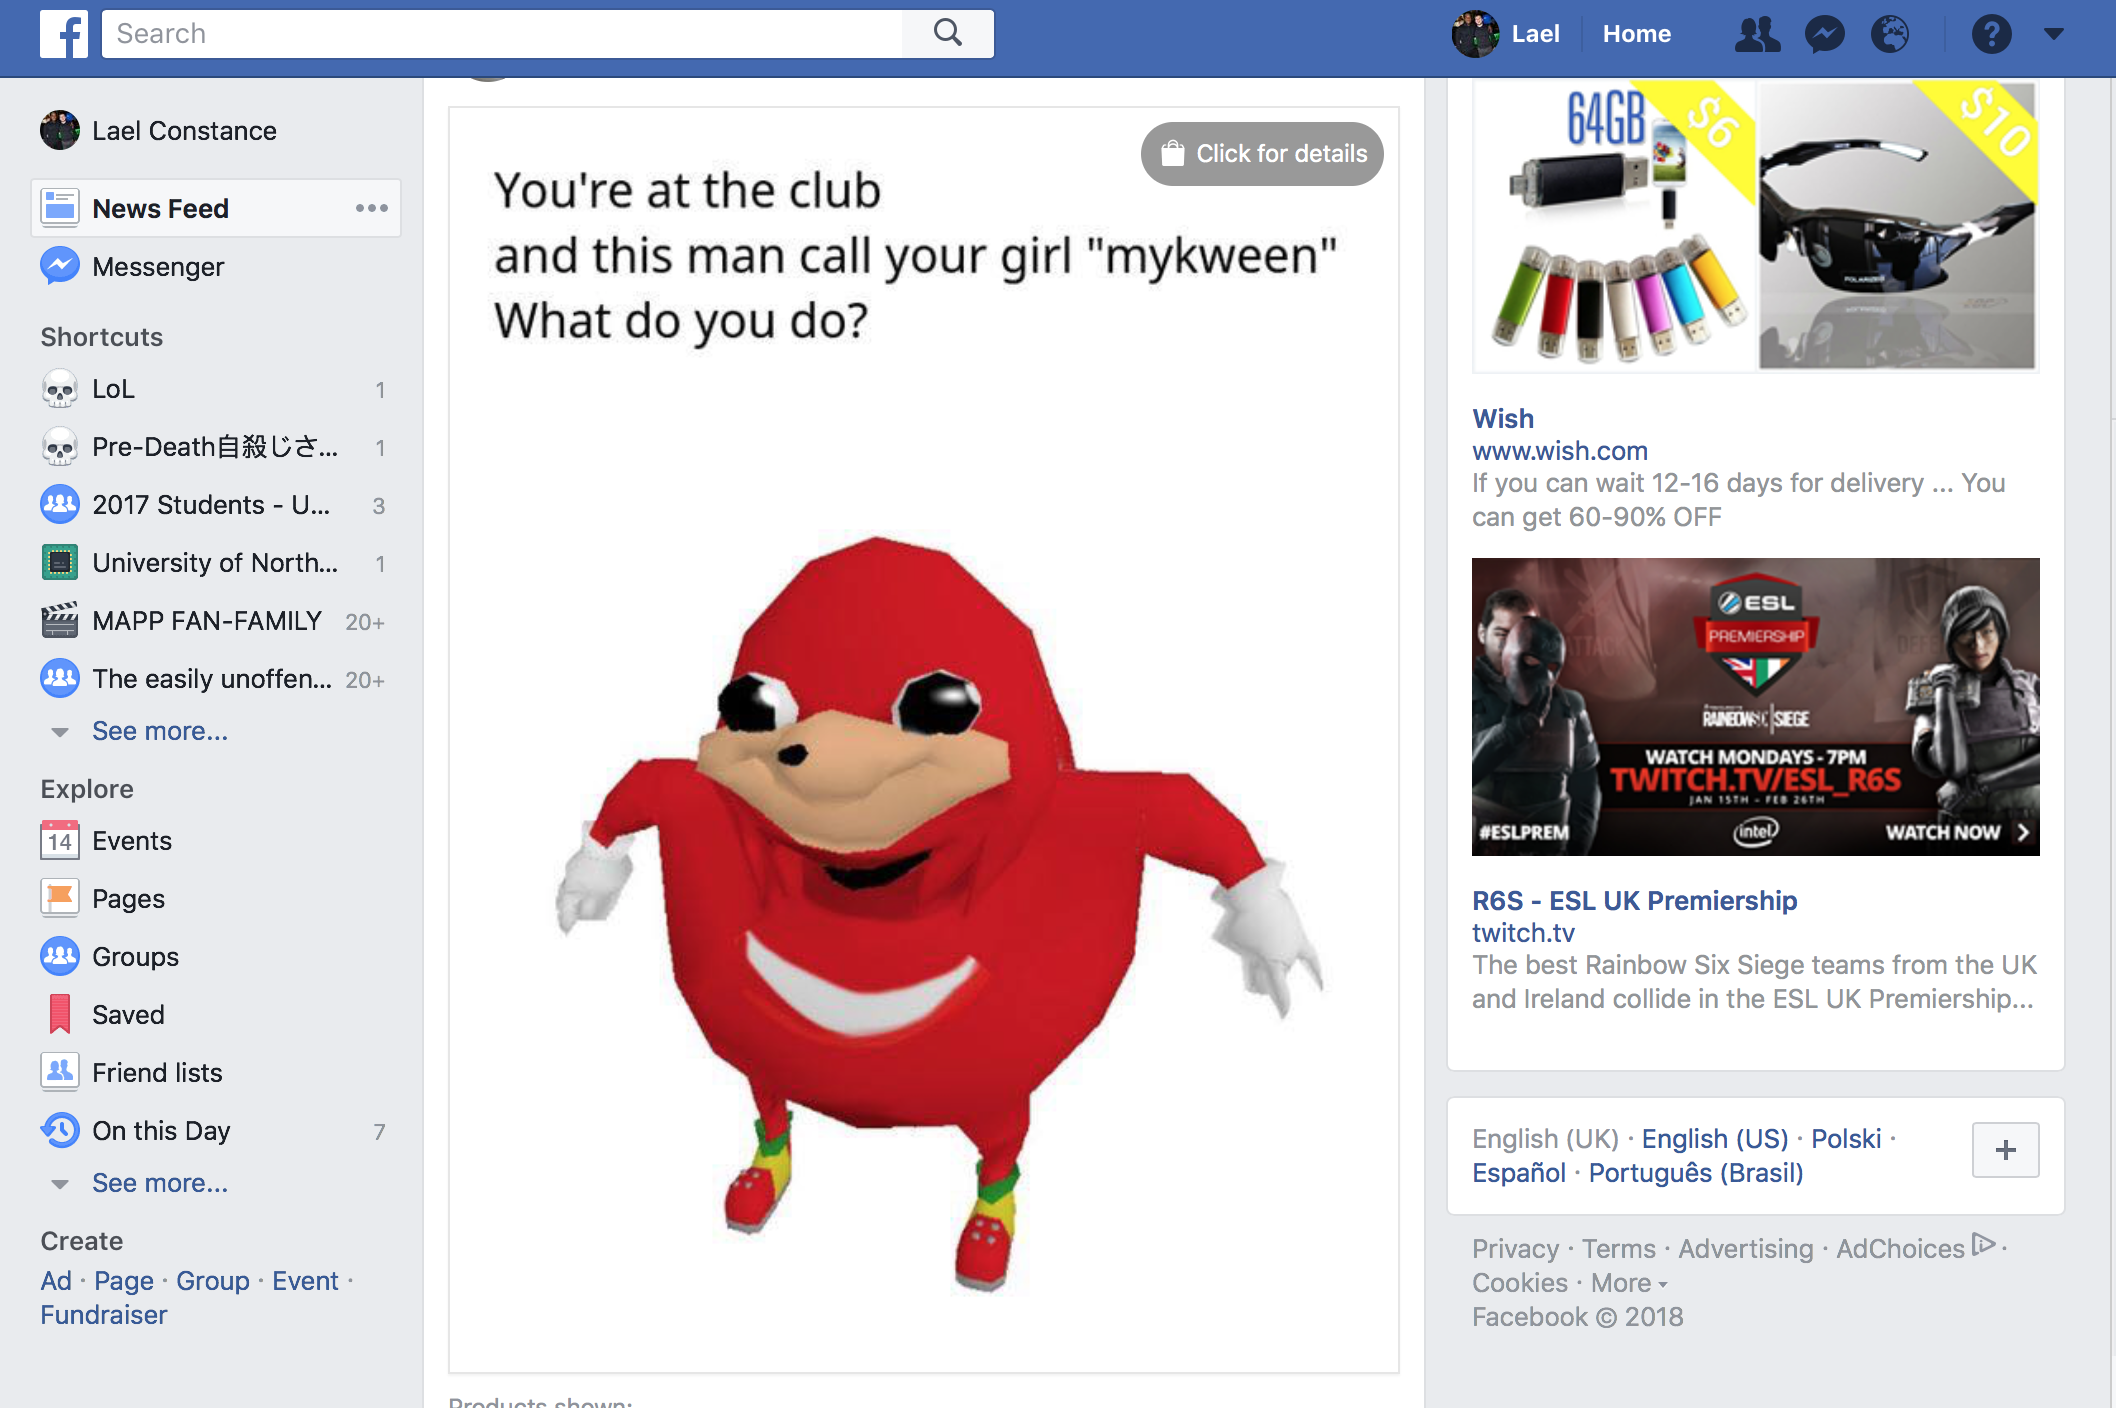 Search
Lael
Home
Lael Constance
News Feed
Messenger
Shortcuts
LoL 1
Pre-Death自殺じさ... 1
2017 Students - U... 3
University of North... 1
MAPP FAN-FAMILY 20+
The easily unoffen... 20+
See more...
Explore
14
Events
Pages
Groups
Saved
Friend lists
On this Day 7
See more...
Create
Ad · Page · Group · Event ·
Fundraiser
Click for details
You're at the club
and this man call your girl "mykween"
What do you do?
Products shown:
64GB
$6
$10
POLARIZED
Wish
www.wish.com
If you can wait 12-16 days for delivery ... You
can get 60-90% OFF
ESL
PREMIERSHIP
RAINBOW SIX SIEGE
WATCH MONDAYS - 7PM
TWITCH.TV/ESL_R6S
JAN 15TH - FEB 26TH
#ESLPREM
intel
WATCH NOW
R6S - ESL UK Premiership
twitch.tv
The best Rainbow Six Siege teams from the UK
and Ireland collide in the ESL UK Premiership...
English (UK) · English (US) · Polski ·
Español · Português (Brasil)
+
Privacy · Terms · Advertising · AdChoices ·
Cookies · More
Facebook © 2018